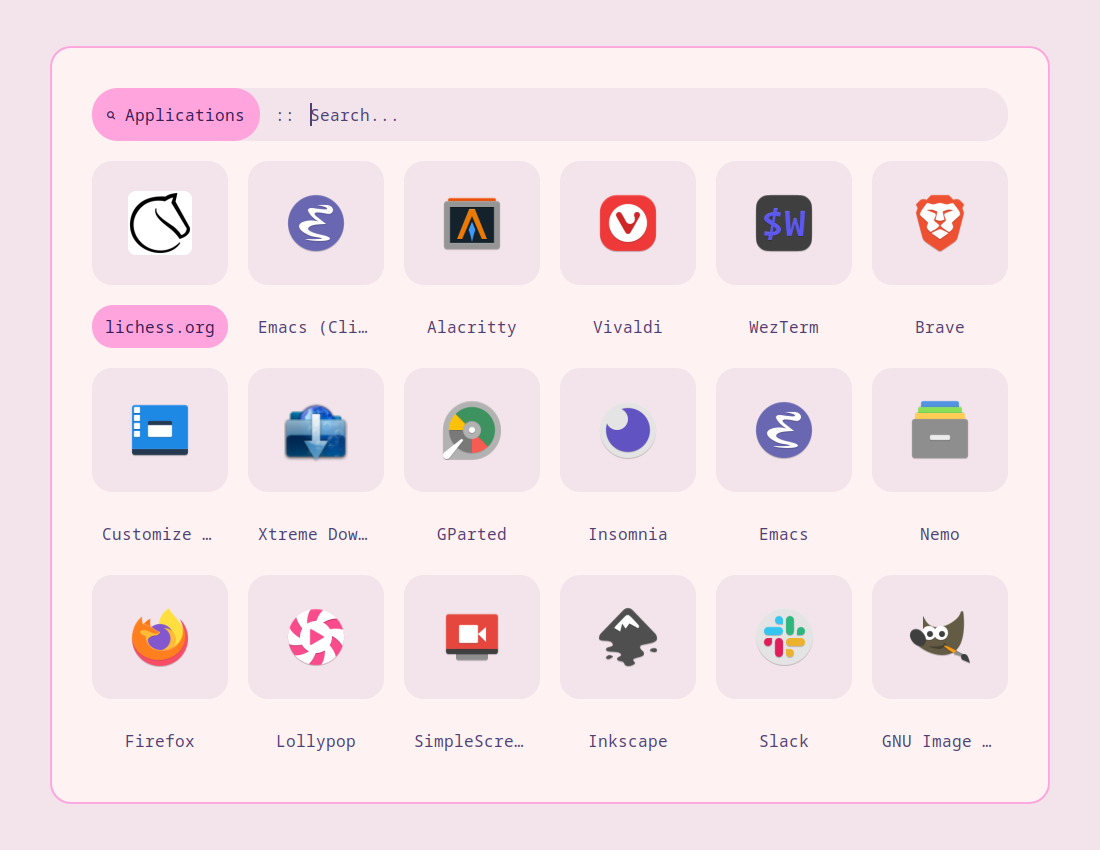 Applications :: Search...
$W
lichess.org Emacs (Cli… Alacritty Vivaldi WezTerm Brave
Customize … Xtreme Dow… GParted Insomnia Emacs Nemo
Firefox Lollypop SimpleScre… Inkscape Slack GNU Image …